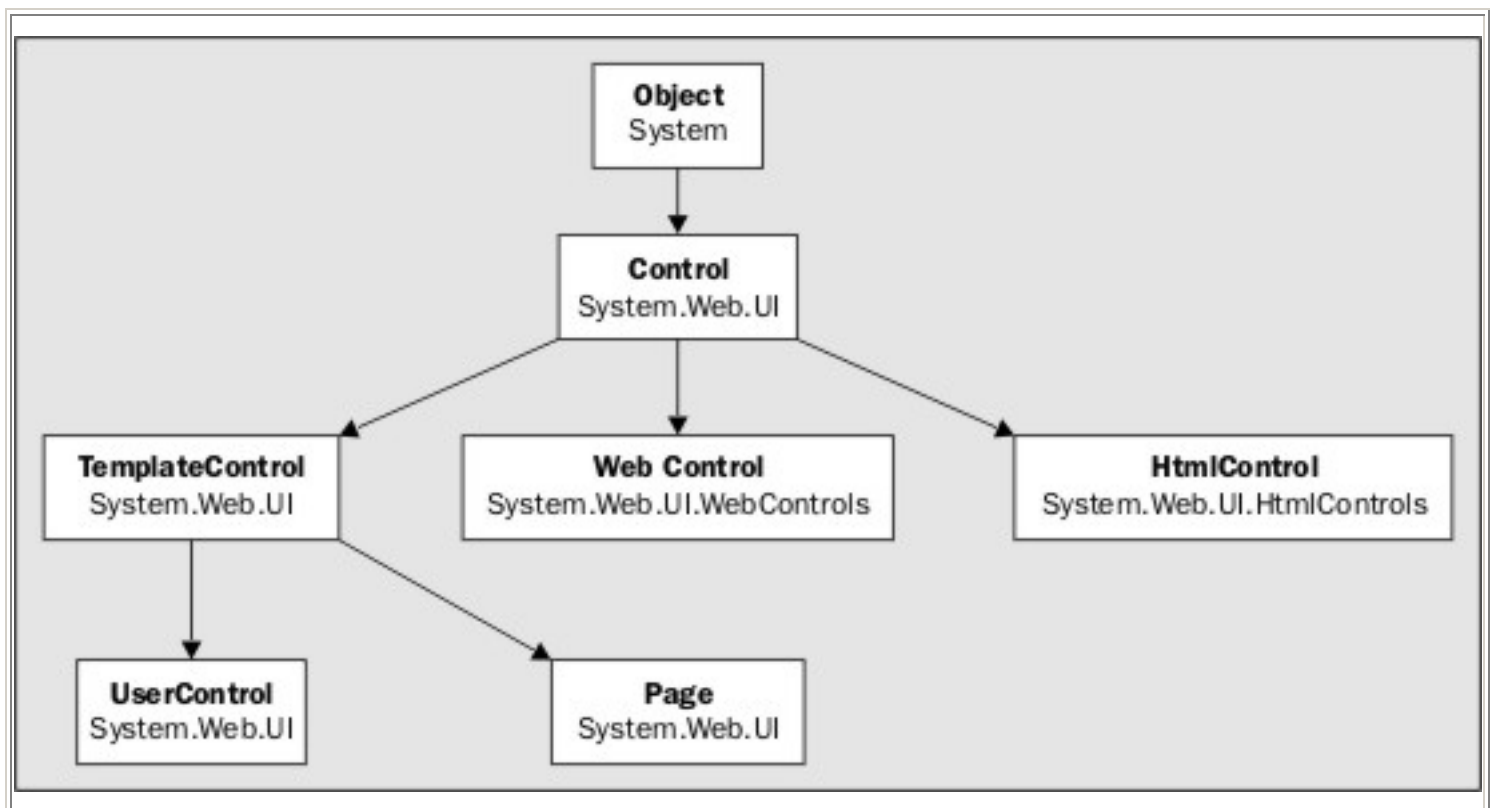 Object
System
Control
System.Web.UI
TemplateControl
System.Web.UI
Web Control
System.Web.UI.WebControls
HtmlControl
System.Web.UI.HtmlControls
UserControl
System.Web.UI
Page
System.Web.UI